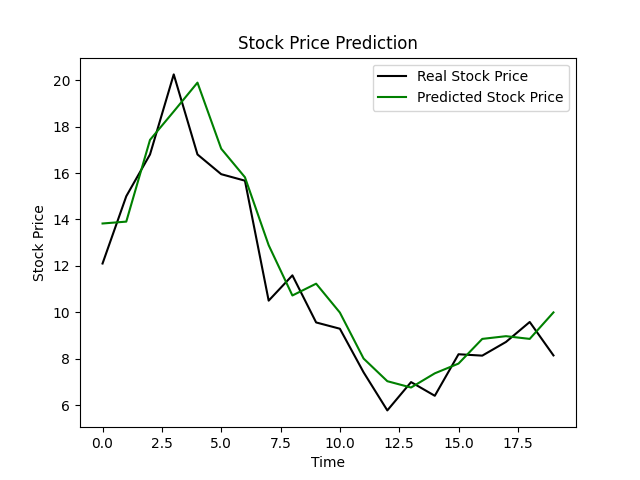 Stock Price Prediction
Real Stock Price
Predicted Stock Price
Stock Price
20
18
16
14
12
10
8
6
0.0 2.5 5.0 7.5 10.0 12.5 15.0 17.5
Time